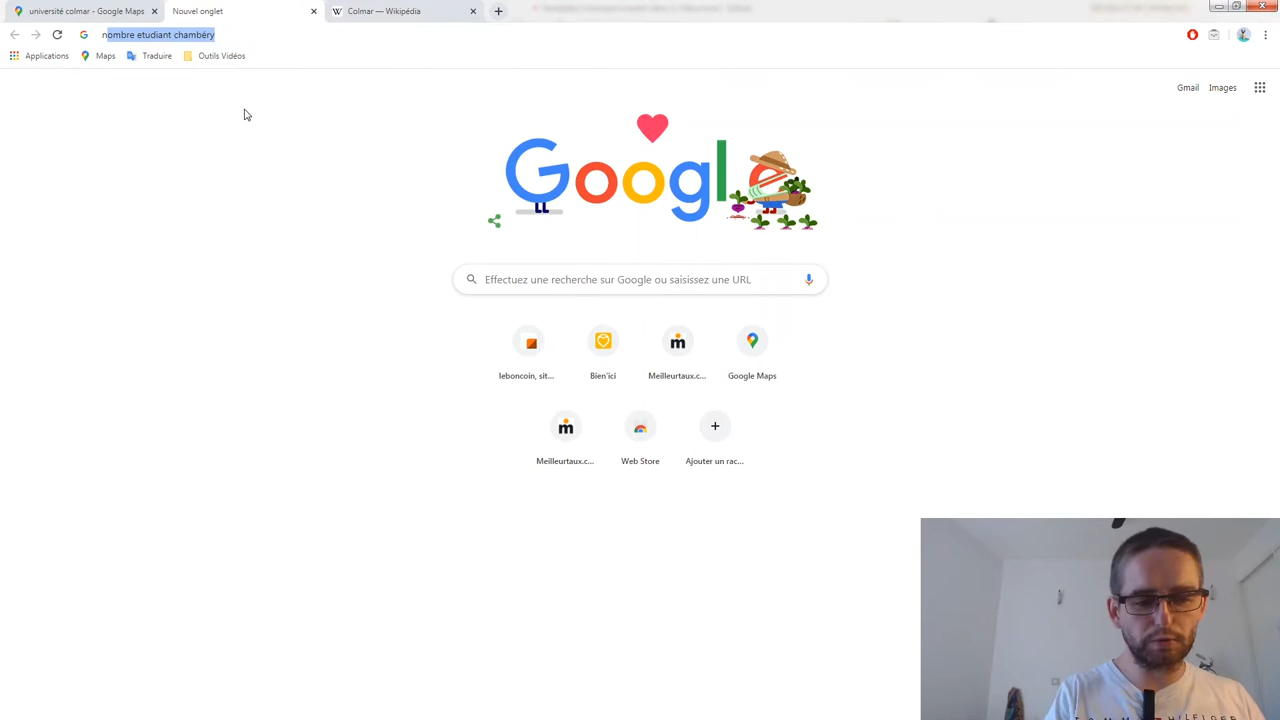 université colmar - Google Maps
Nouvel onglet
Colmar — Wikipédia
nombre etudiant chambéry
Applications
Maps
Traduire
Outils Vidéos
Gmail
Images
Google
Effectuez une recherche sur Google ou saisissez une URL
leboncoin, sit...
Bien'ici
Meilleurtaux.c...
Google Maps
Meilleurtaux.c...
Web Store
Ajouter un rac...